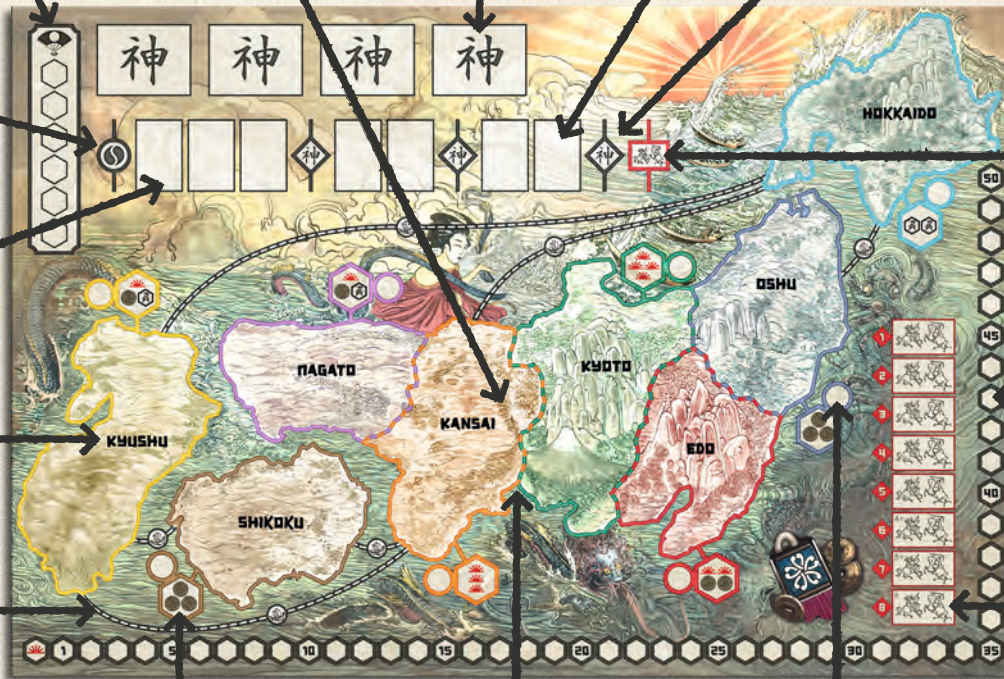 神 神 神 神
神 神 神
HOKKAIDO
50
OSHU
45
NAGATO
KYOTO
1
2
KYUSHU
KANSAI
3
EDO
4
5
40
SHIKOKU
6
7
8
1 5 10 15 20 25 30 35